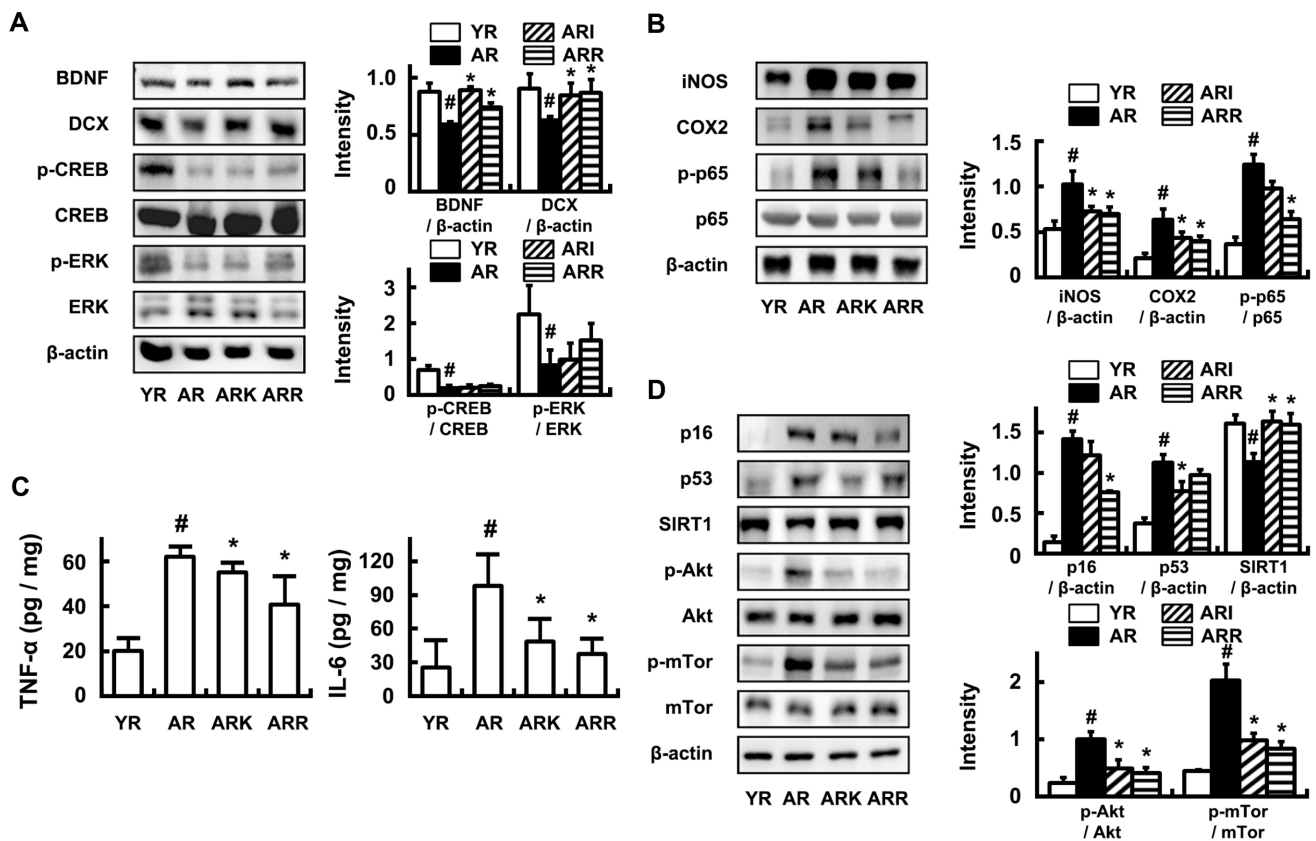 A
BDNF
DCX
p-CREB
CREB
p-ERK
ERK
β-actin
YR AR ARK ARR
YR ARI
AR ARR
Intensity
1.0
0.5
0
# * * # * *
BDNF / β-actin
DCX / β-actin
YR ARI
AR ARR
Intensity
3
2
1
0
# #
p-CREB / CREB
p-ERK / ERK
B
iNOS
COX2
p-p65
p65
β-actin
YR AR ARK ARR
YR ARI
AR ARR
Intensity
1.5
1.0
0.5
0
# * * # * * # *
iNOS / β-actin
COX2 / β-actin
p-p65 / p65
C
TNF-α (pg / mg)
60
40
20
0
# * *
YR AR ARK ARR
IL-6 (pg / mg)
120
90
60
30
0
# * *
YR AR ARK ARR
D
p16
p53
SIRT1
p-Akt
Akt
p-mTor
mTor
β-actin
YR AR ARK ARR
YR ARI
AR ARR
Intensity
1.5
1.0
0.5
0
# * # * # * *
p16 / β-actin
p53 / β-actin
SIRT1 / β-actin
YR ARI
AR ARR
Intensity
2
1
0
# * * # * *
p-Akt / Akt
p-mTor / mTor